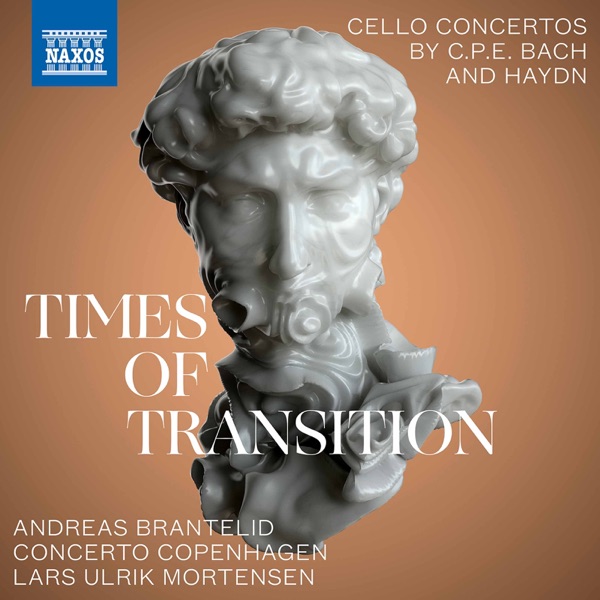 NAXOS
CELLO CONCERTOS
BY C.P.E. BACH
AND HAYDN
TIMES
OF
TRANSITION
ANDREAS BRANTELID
CONCERTO COPENHAGEN
LARS ULRIK MORTENSEN